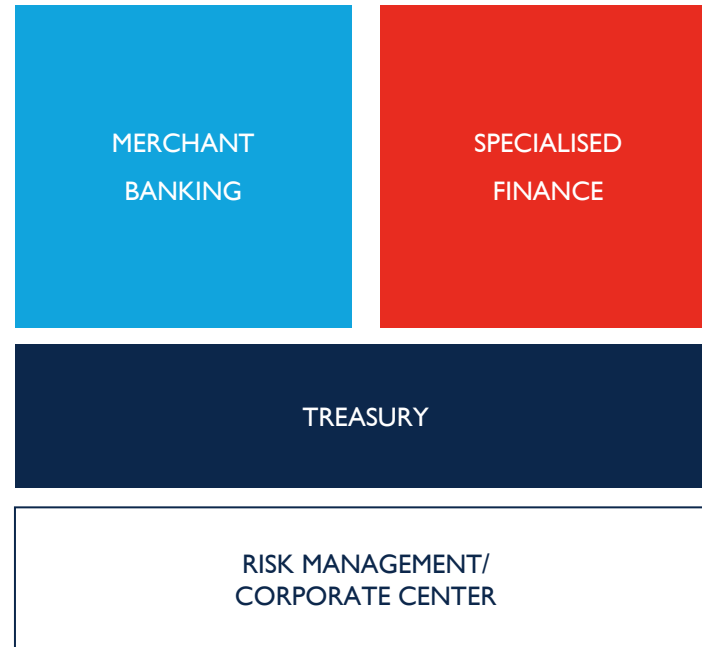 MERCHANT
BANKING
SPECIALISED
FINANCE
TREASURY
RISK MANAGEMENT/
CORPORATE CENTER